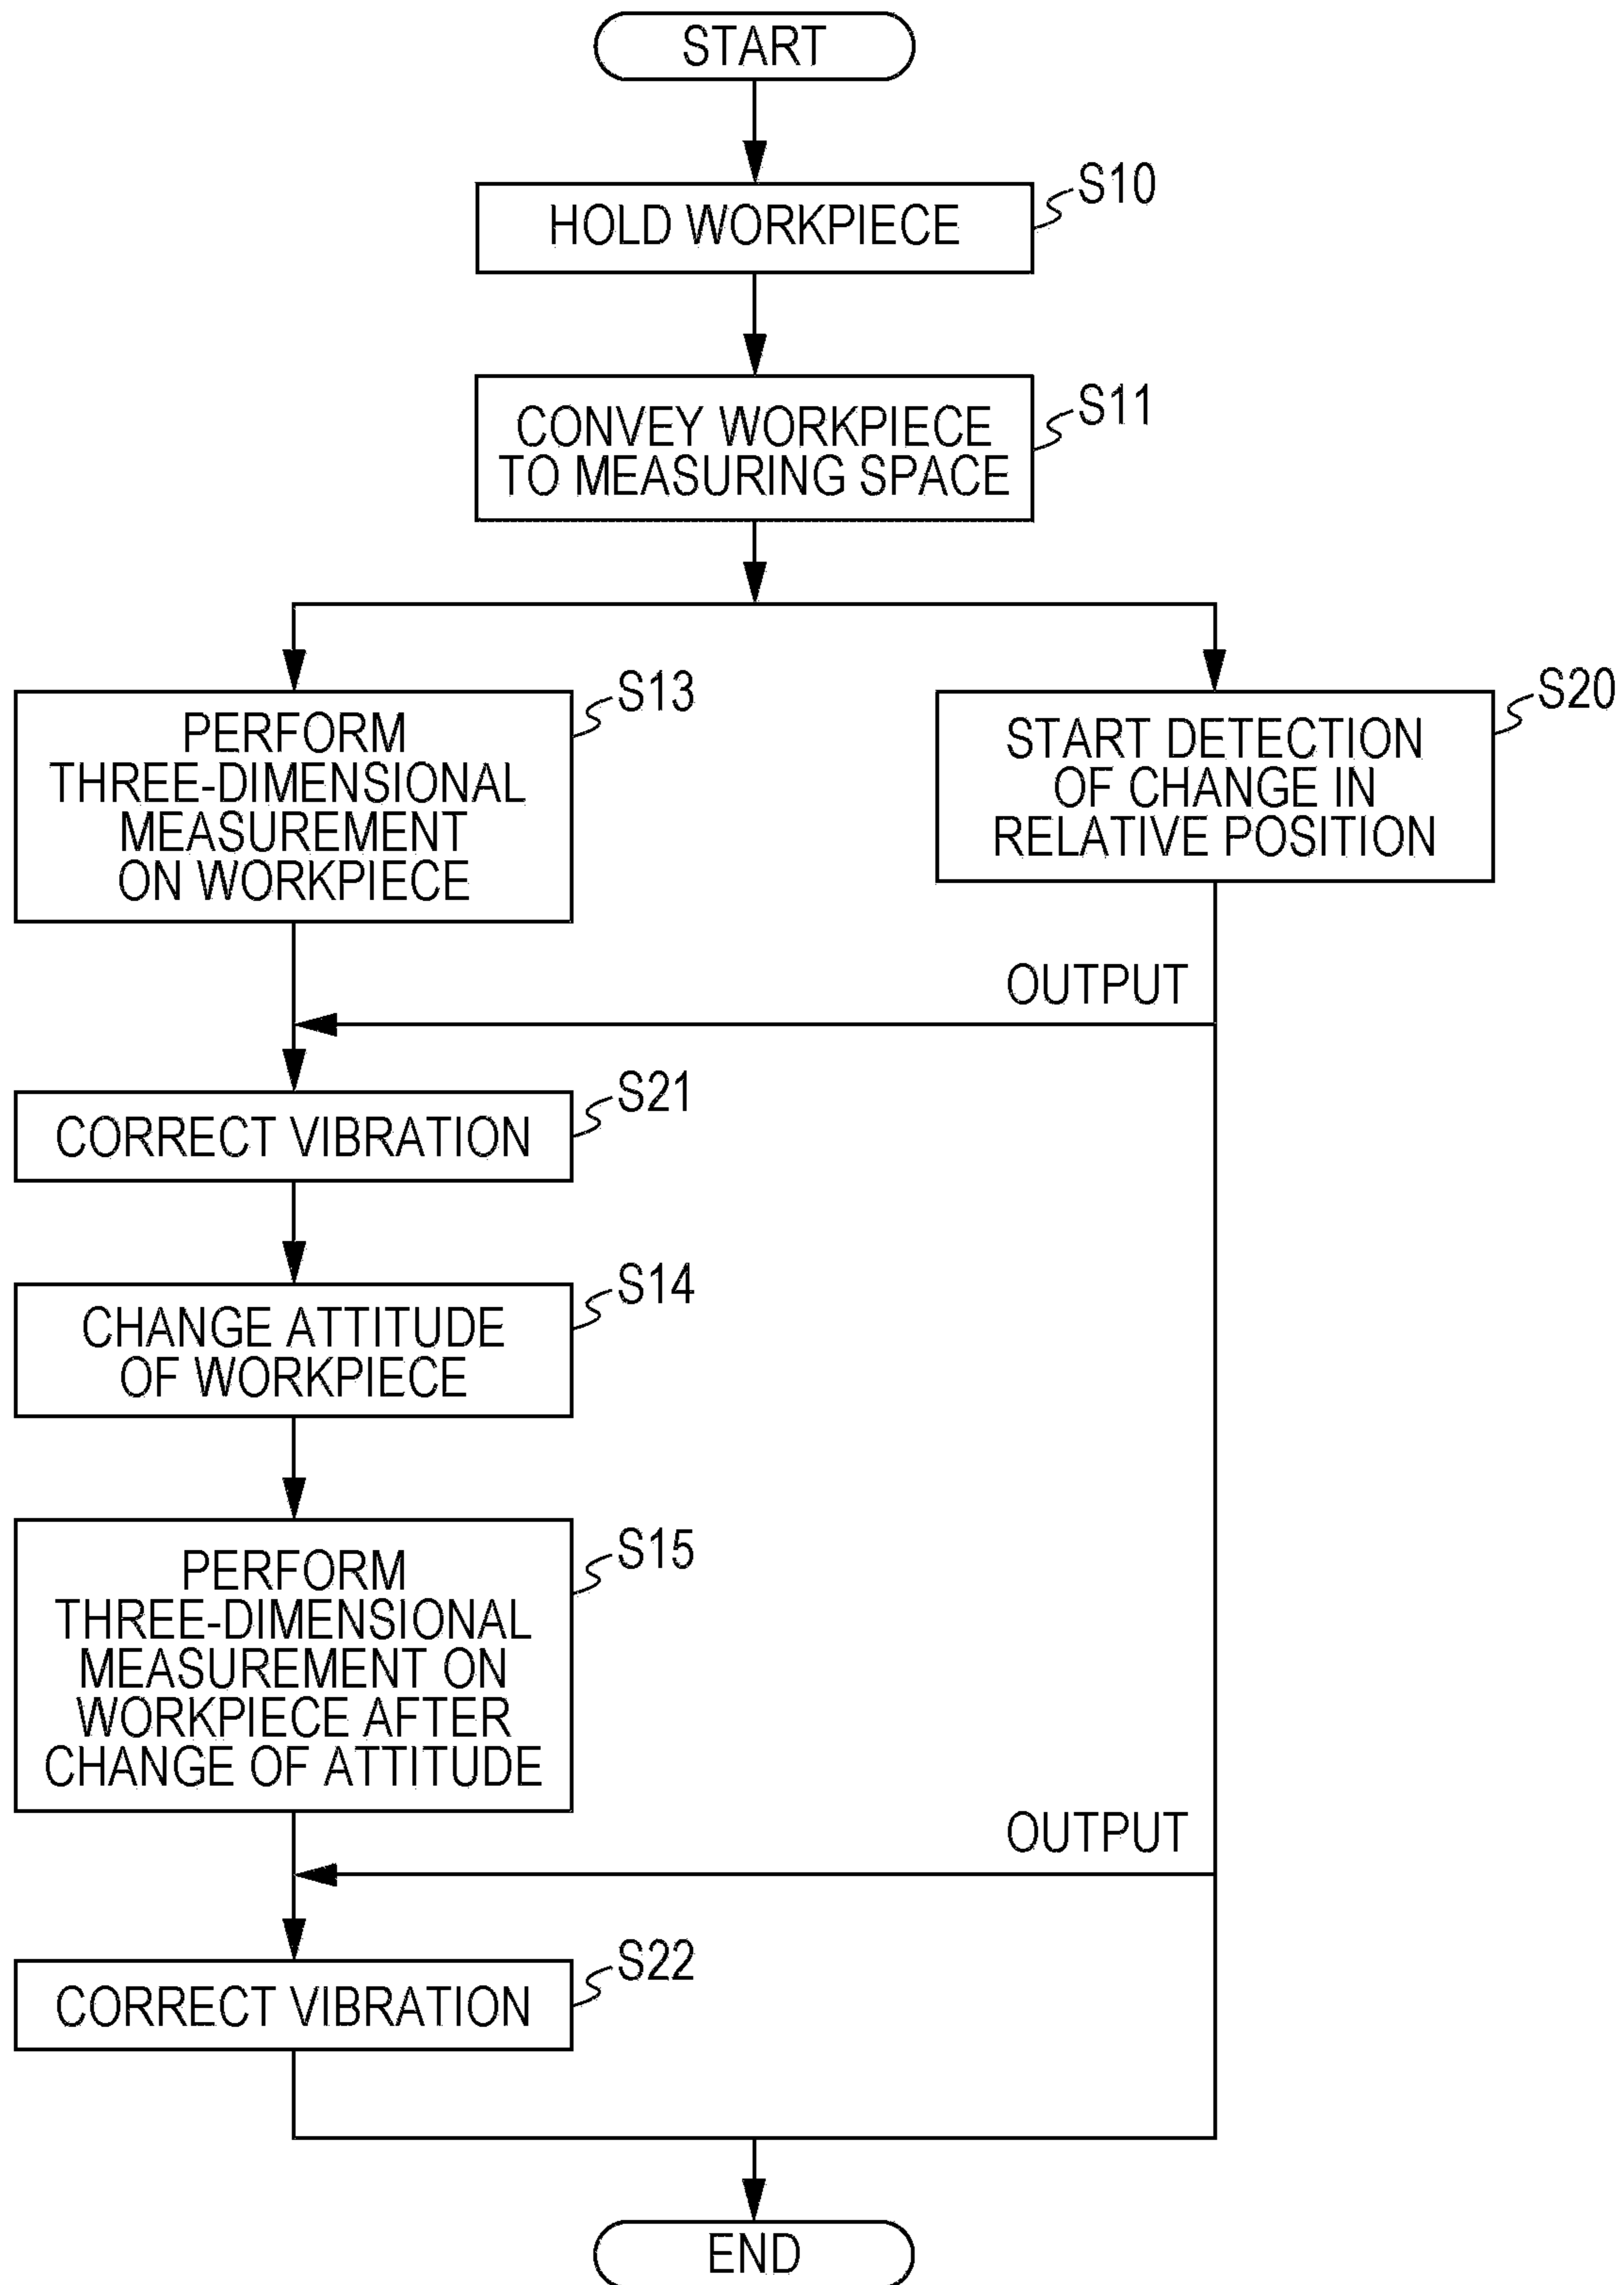 START
HOLD WORKPIECE
S10
CONVEY WORKPIECE
TO MEASURING SPACE
S11
PERFORM
THREE-DIMENSIONAL
MEASUREMENT
ON WORKPIECE
S13
START DETECTION
OF CHANGE IN
RELATIVE POSITION
S20
OUTPUT
CORRECT VIBRATION
S21
CHANGE ATTITUDE
OF WORKPIECE
S14
PERFORM
THREE-DIMENSIONAL
MEASUREMENT ON
WORKPIECE AFTER
CHANGE OF ATTITUDE
S15
OUTPUT
CORRECT VIBRATION
S22
END